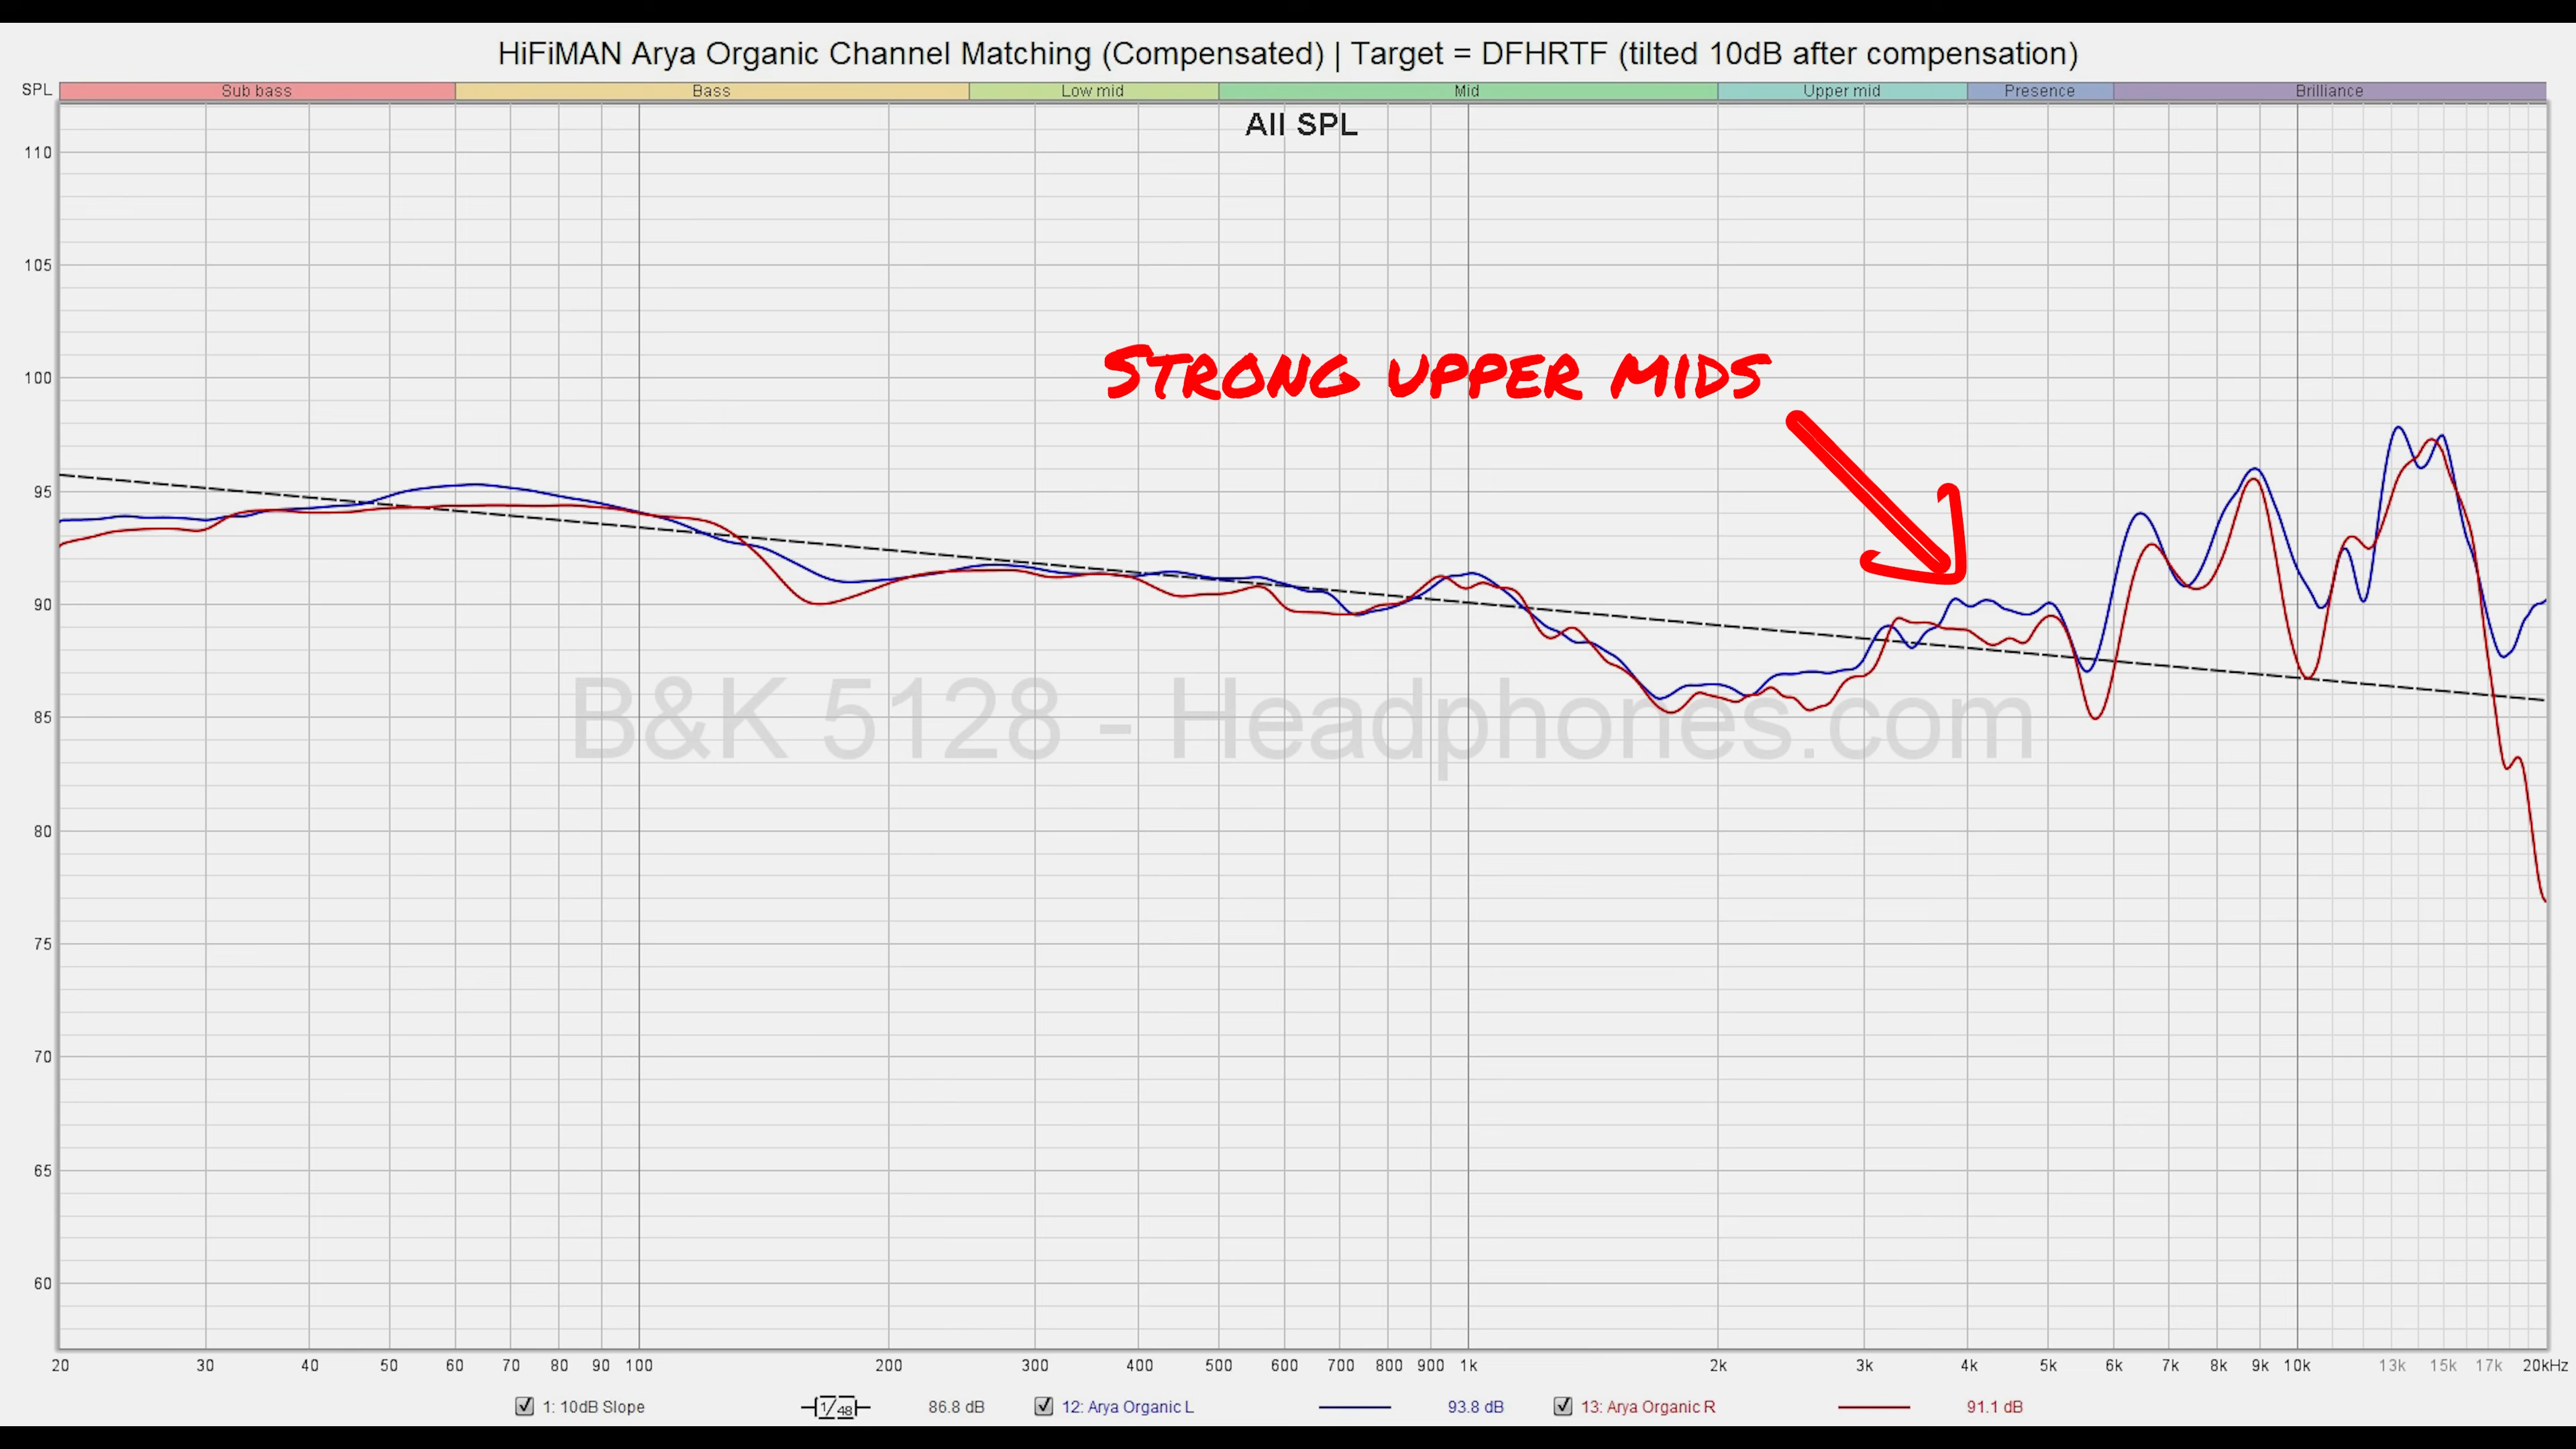 HiFiMAN Arya Organic Channel Matching (Compensated) | Target = DFHRTF (tilted 10dB after compensation)
SPL Sub bass Bass Low mid Mid Upper mid Presence Brilliance
All SPL
110
105
100
95
90
85
80
75
70
65
60
STRONG UPPER MIDS
B&K 5128 - Headphones.com
20 30 40 50 60 70 80 90 100 200 300 400 500 600 700 800 900 1k 2k 3k 4k 5k 6k 7k 8k 9k 10k 13k 15k 17k 20kHz
1: 10dB Slope 1/48 86.8 dB 12: Arya Organic L 93.8 dB 13: Arya Organic R 91.1 dB